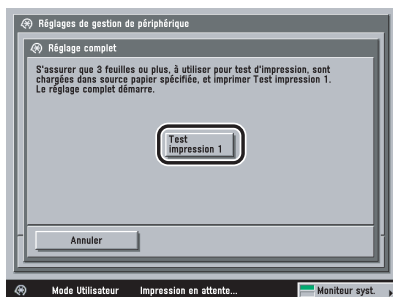 Réglages de gestion de périphérique
Réglage complet
S'assurer que 3 feuilles ou plus, à utiliser pour test d'impression, sont
chargées dans source papier spécifiée, et imprimer Test impression 1.
Le réglage complet démarre.
Test
impression 1
Annuler
Mode Utilisateur Impression en attente... Moniteur syst.